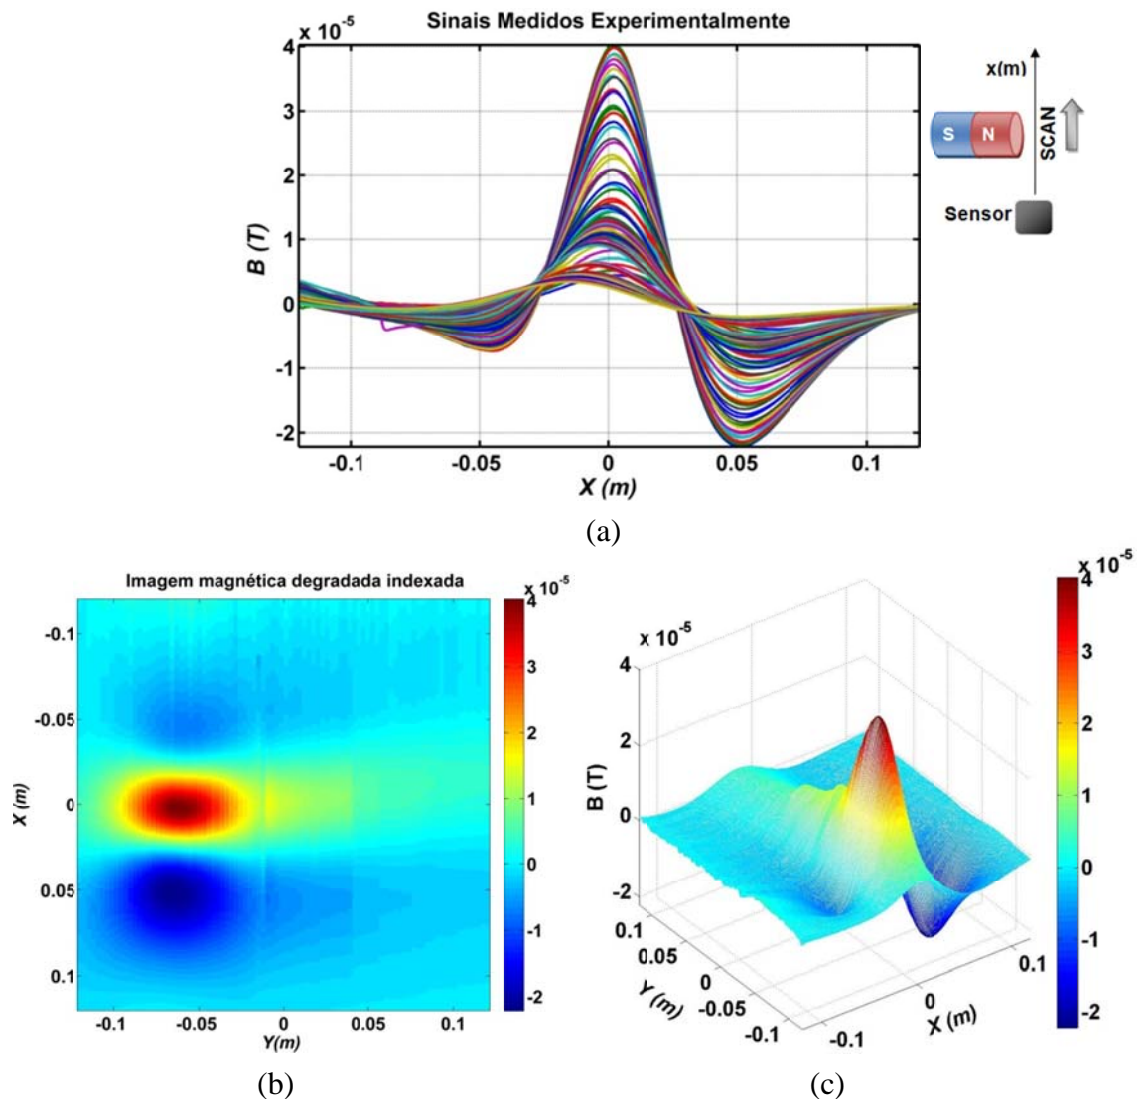 Sinais Medidos Experimentalmente
x 10^-5
4
3
2
1
0
-1
-2
B (T)
-0.1
-0.05
0
0.05
0.1
X (m)
x(m)
S N
SCAN
Sensor
(a)
Imagem magnética degradada indexada
x 10^-5
-0.1
-0.05
0
0.05
0.1
X (m)
-0.1
-0.05
0
0.05
0.1
Y(m)
4
3
2
1
0
-1
-2
(b)
x 10^-5
4
2
0
-2
B (T)
0.1
0.05
0
-0.05
-0.1
Y (m)
-0.1
0
0.1
X (m)
x 10^-5
4
3
2
1
0
-1
-2
(c)